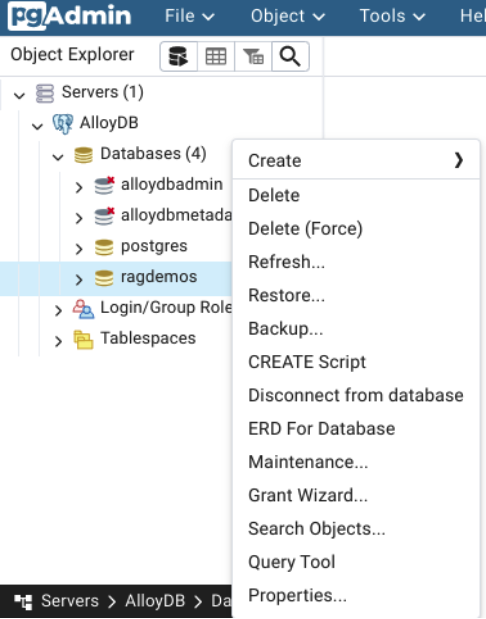 pgAdmin File Object Tools Hel
Object Explorer
Servers (1)
AlloyDB
Databases (4)
alloydbadmin
alloydbmetada
postgres
ragdemos
Login/Group Role
Tablespaces
Create
Delete
Delete (Force)
Refresh...
Restore...
Backup...
CREATE Script
Disconnect from database
ERD For Database
Maintenance...
Grant Wizard...
Search Objects...
Query Tool
Properties...
Servers > AlloyDB > Da